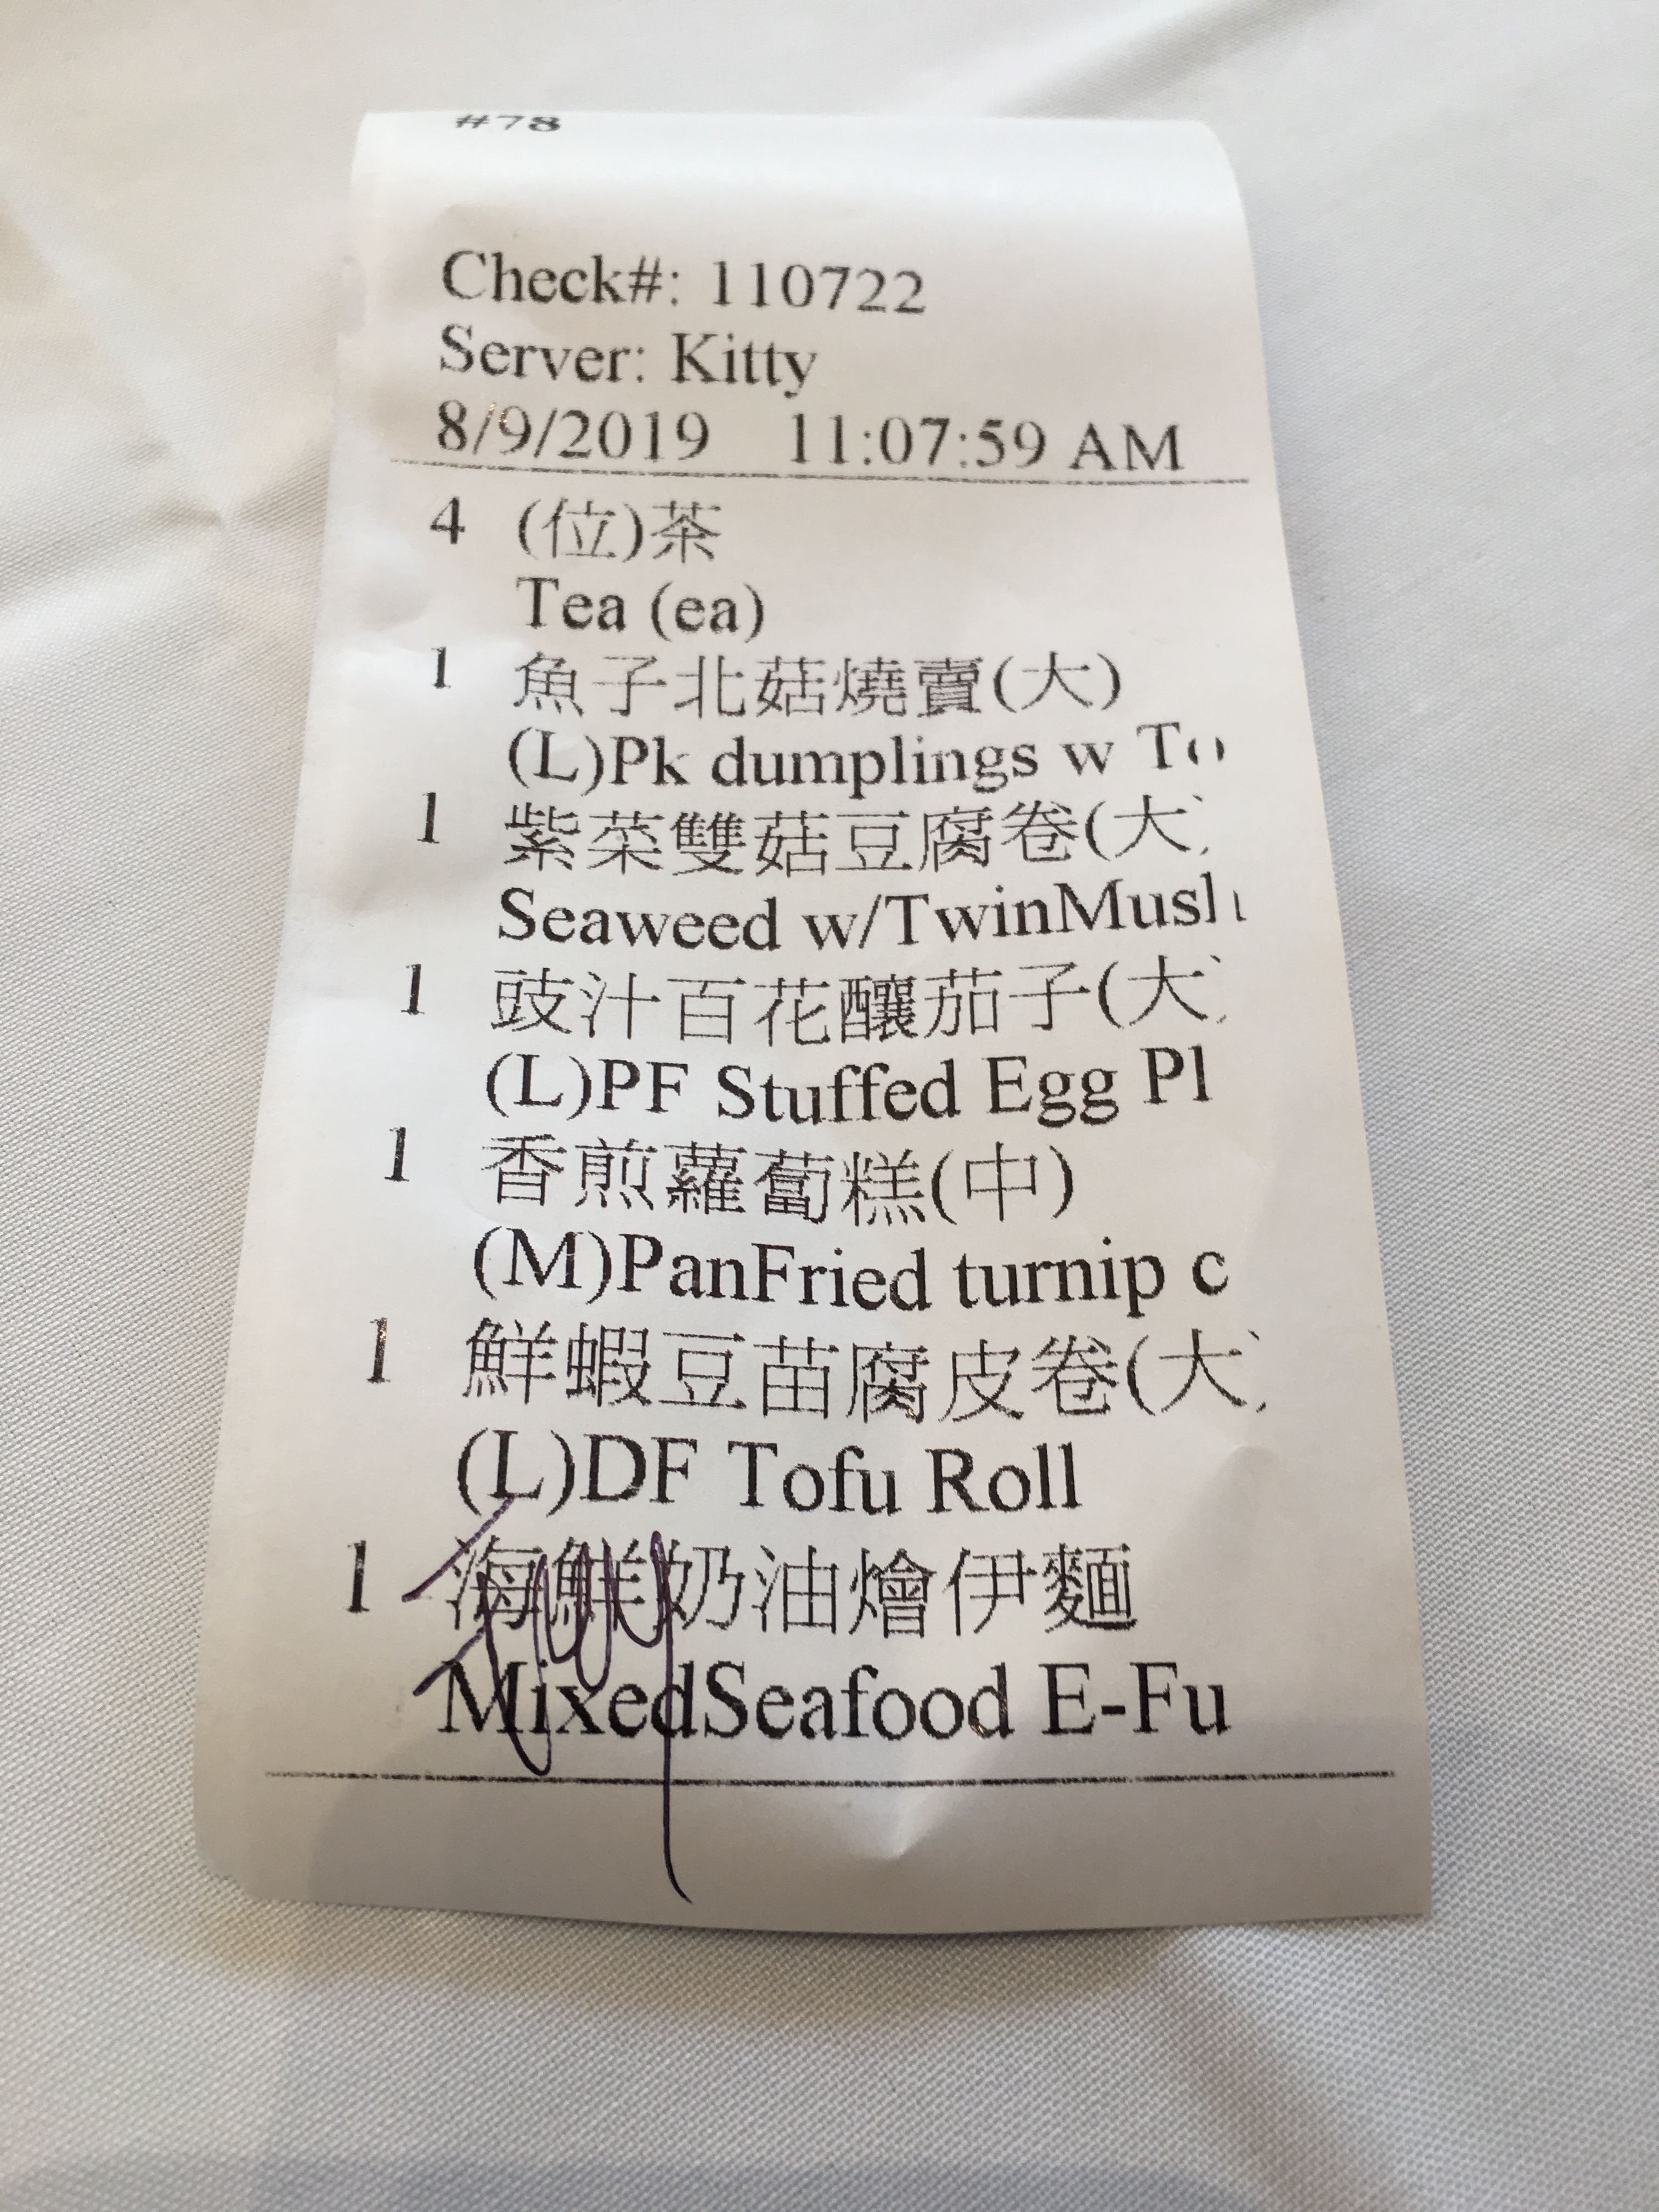 #78
Check#: 110722
Server: Kitty
8/9/2019 11:07:59 AM
4 (位)茶
Tea (ea)
1 魚子北菇燒賣(大)
(L)Pk dumplings w To
1 紫菜雙菇豆腐卷(大)
Seaweed w/TwinMush
1 豉汁百花釀茄子(大)
(L)PF Stuffed Egg Pl
1 香煎蘿蔔糕(中)
(M)PanFried turnip c
1 鮮蝦豆苗腐皮卷(大)
(L)DF Tofu Roll
1 海鮮奶油燴伊麵
MixedSeafood E-Fu